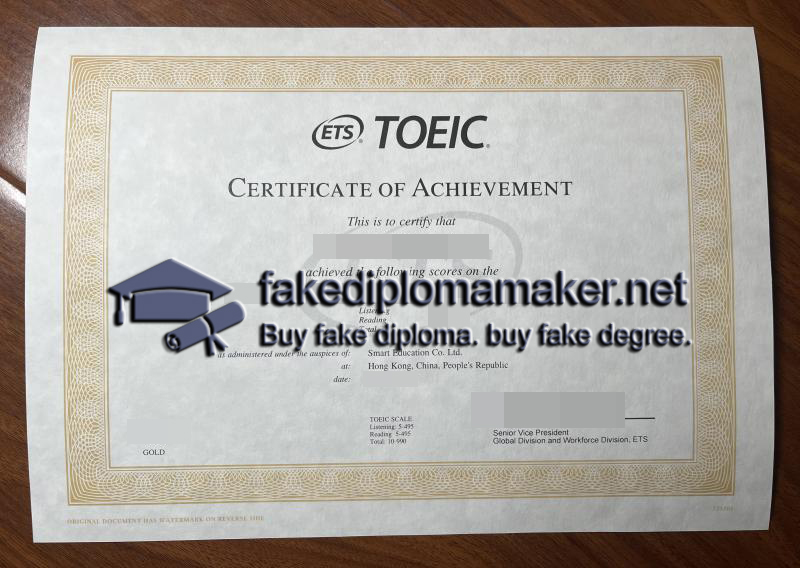 ETS® TOEIC®
CERTIFICATE OF ACHIEVEMENT
This is to certify that
ETS
achieved the following scores on the
fakediplomamaker.net
Listening
Reading
Total
Buy fake diploma. buy fake degree.
as administered under the auspices of: Smart Education Co. Ltd.
at: Hong Kong, China, People's Republic
date:
TOEIC SCALE
Listening: 5-495
Reading 5-495
Total: 10-990
Senior Vice President
Global Division and Workforce Division, ETS
GOLD
ORIGINAL DOCUMENT HAS WATERMARK ON REVERSE SIDE